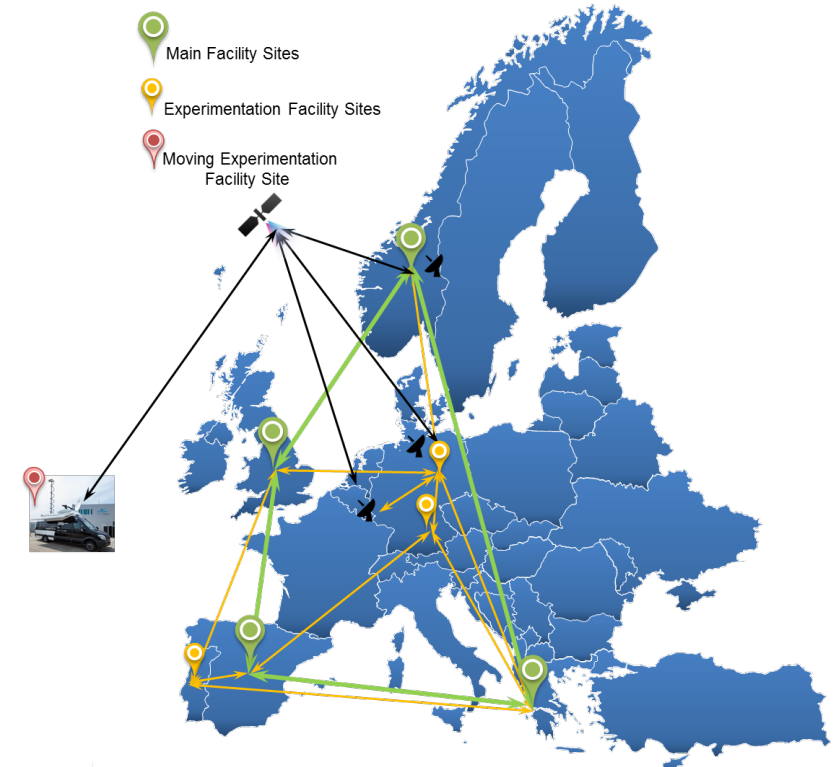 Main Facility Sites
Experimentation Facility Sites
Moving Experimentation
Facility Site